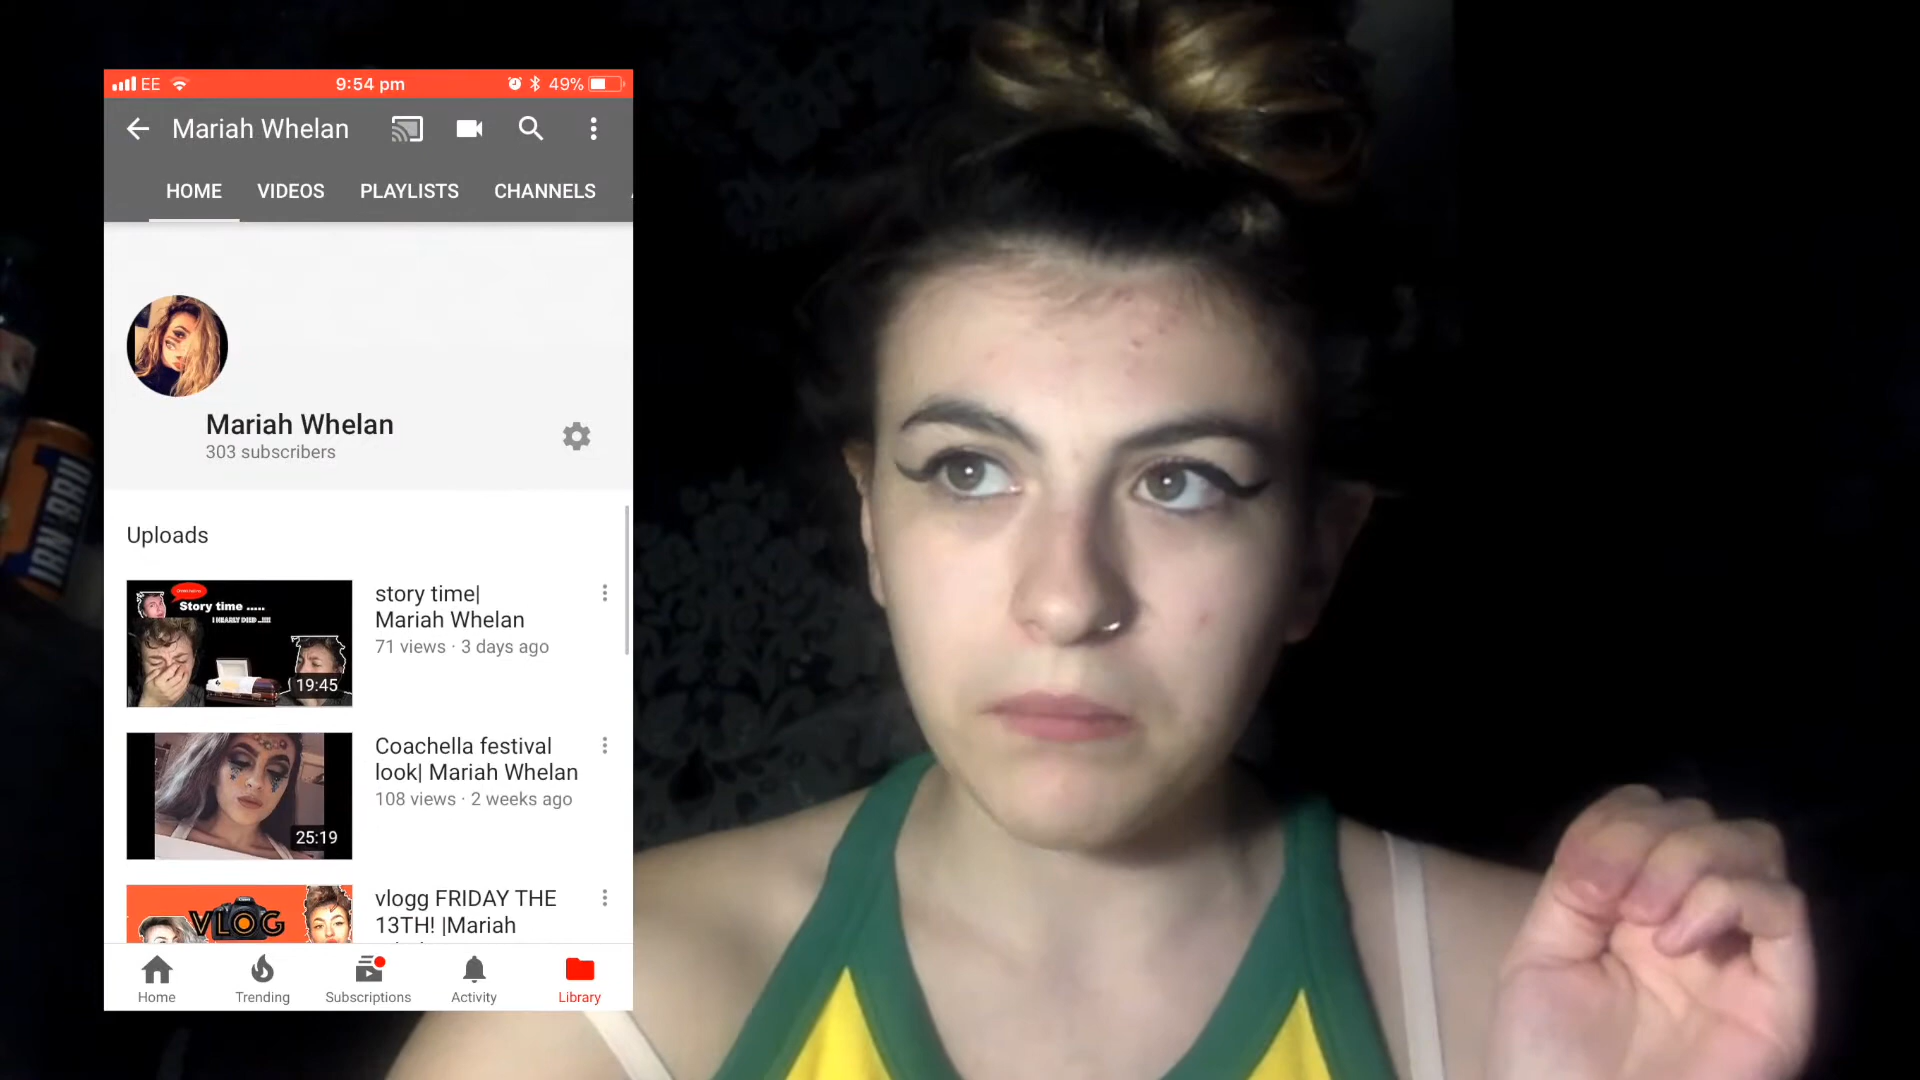 EE 9:54 pm 49%
Mariah Whelan
HOME VIDEOS PLAYLISTS CHANNELS
Mariah Whelan
303 subscribers
IRN-BRU
Uploads
Story time .....
I NEARLY DIED ..!!!!
19:45
story time|
Mariah Whelan
71 views · 3 days ago
25:19
Coachella festival
look| Mariah Whelan
108 views · 2 weeks ago
VLOG
vlogg FRIDAY THE
13TH! |Mariah
Home Trending Subscriptions Activity Library